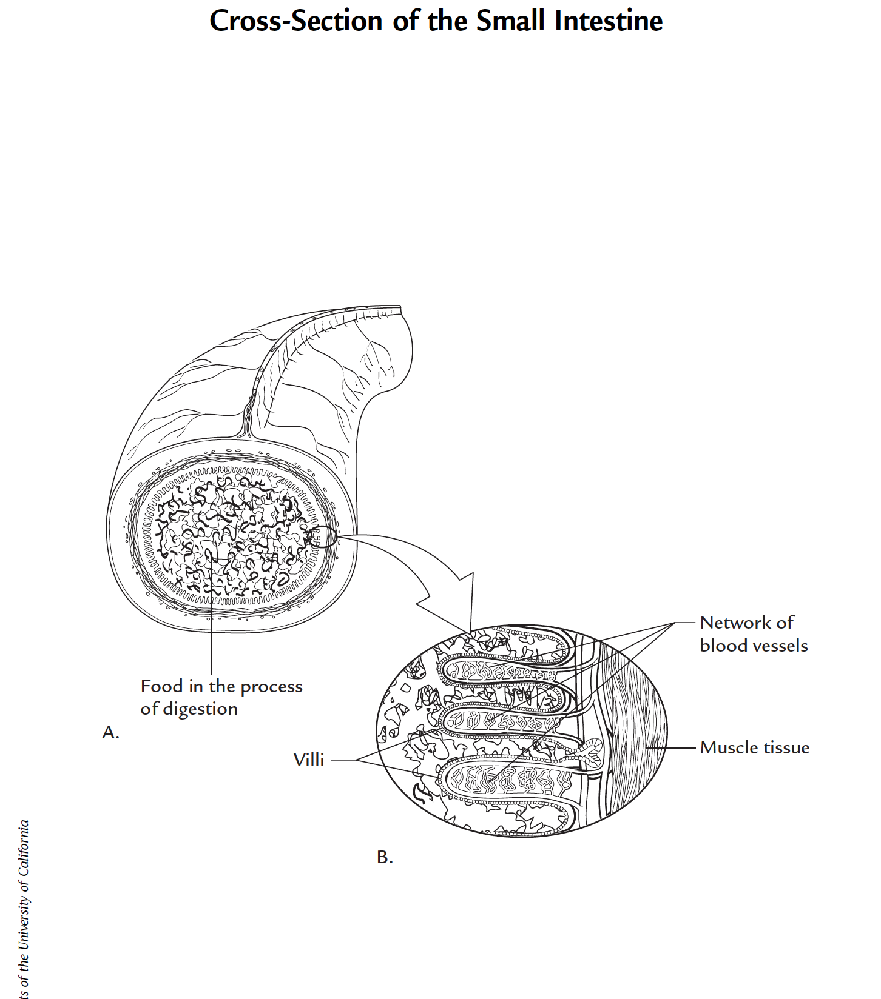 Cross-Section of the Small Intestine
Network of
blood vessels
Food in the process
of digestion
A.
Villi
Muscle tissue
B.
of the University of California